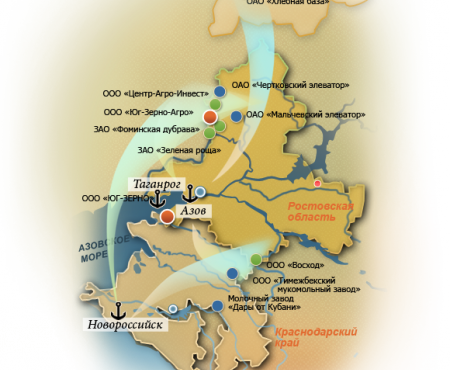 ОАО «Хлебная база»
ООО «Центр-Агро-Инвест»
ОАО «Чертковский элеватор»
ООО «Юг-Зерно-Агро»
ОАО «Мальчевский элеватор»
ЗАО «Фоминская дубрава»
ЗАО «Зеленая роща»
Таганрог
ООО «ЮГ-ЗЕРНО»
Азов
Ростовская
область
АЗОВСКОЕ
МОРЕ
ООО «Восход»
ООО «Тимежбекский
мукомольный завод»
Молочный завод
«Дары от Кубани»
Новороссийск
Краснодарский
край